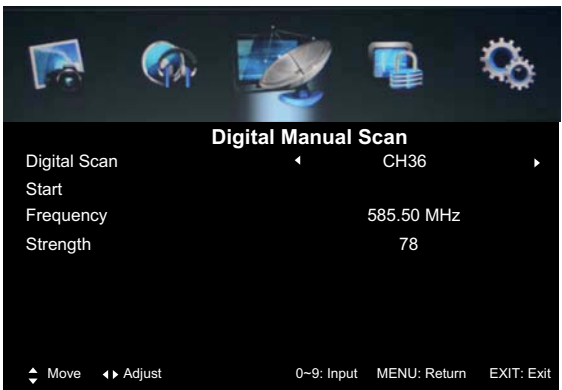 Digital Manual Scan
Digital Scan CH36
Start
Frequency 585.50 MHz
Strength 78
Move Adjust 0~9: Input MENU: Return EXIT: Exit